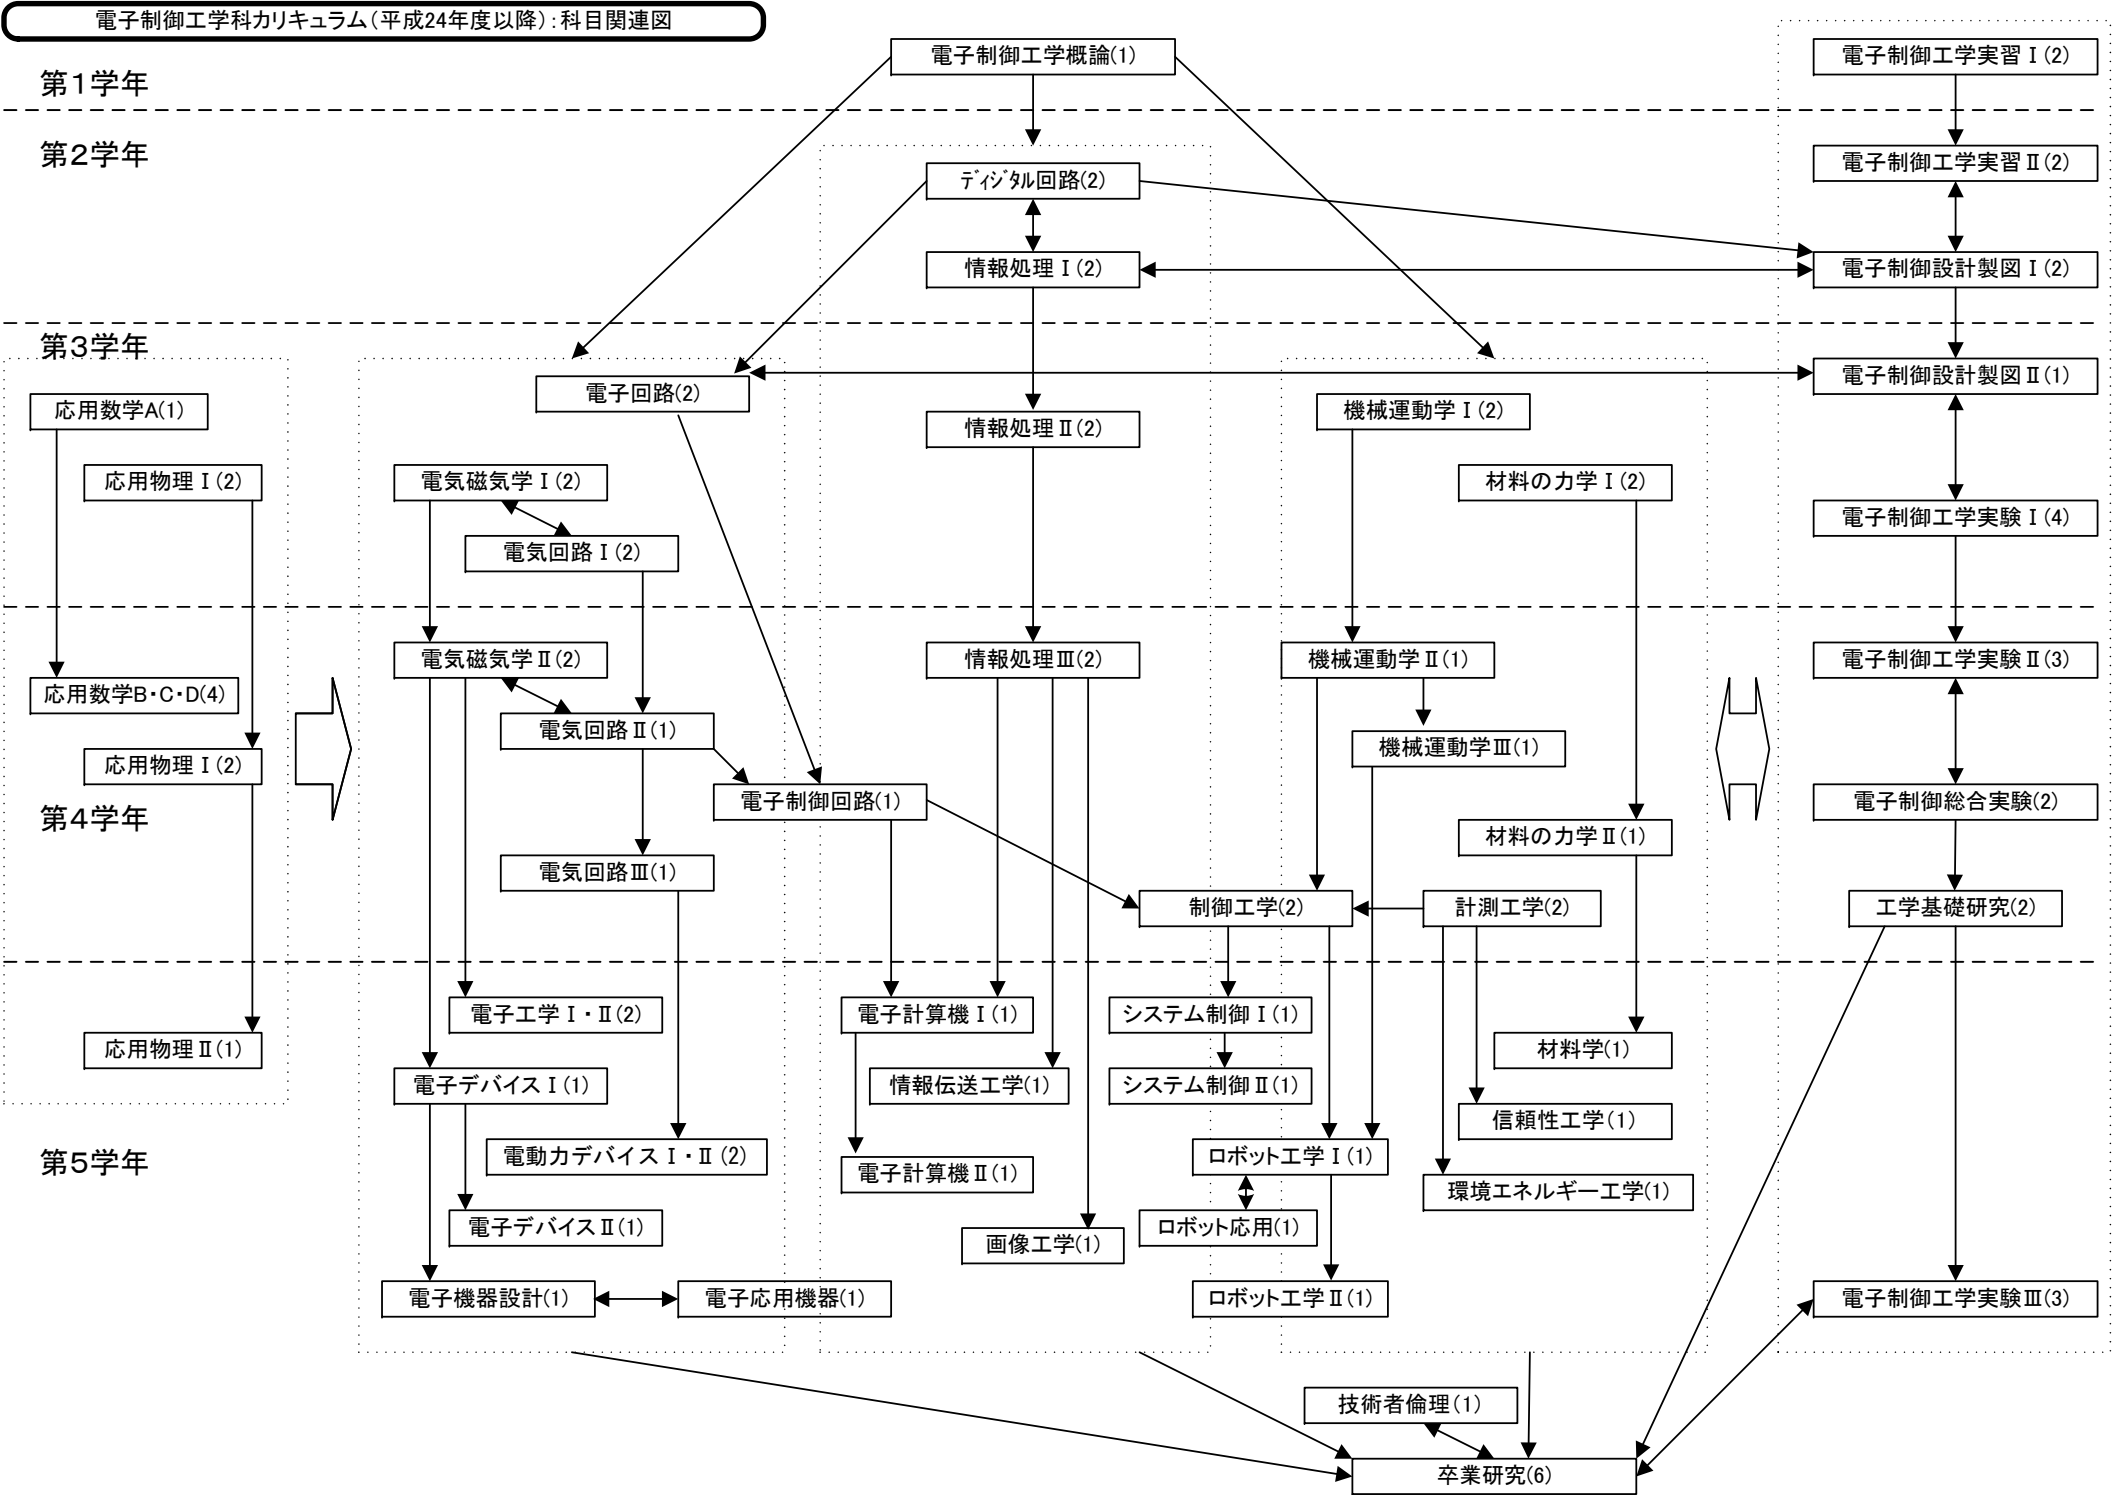 電子制御工学科カリキュラム（平成24年度以降）：科目関連図
第１学年
電子制御工学概論(1)
電子制御工学実習Ⅰ(2)
第２学年
ﾃﾞｨｼﾞﾀﾙ回路(2)
電子制御工学実習Ⅱ(2)
情報処理Ⅰ(2)
電子制御設計製図Ⅰ(2)
第３学年
電子回路(2)
電子制御設計製図Ⅱ(1)
応用数学A(1)
機械運動学Ⅰ(2)
情報処理Ⅱ(2)
応用物理Ⅰ(2)
電気磁気学Ⅰ(2)
材料の力学Ⅰ(2)
電子制御工学実験Ⅰ(4)
電気回路Ⅰ(2)
電気磁気学Ⅱ(2)
情報処理Ⅲ(2)
機械運動学Ⅱ(1)
電子制御工学実験Ⅱ(3)
応用数学B・C・D(4)
電気回路Ⅱ(1)
機械運動学Ⅲ(1)
応用物理Ⅰ(2)
電子制御回路(1)
電子制御総合実験(2)
第４学年
材料の力学Ⅱ(1)
電気回路Ⅲ(1)
制御工学(2)
計測工学(2)
工学基礎研究(2)
電子工学Ⅰ・Ⅱ(2)
電子計算機Ⅰ(1)
システム制御Ⅰ(1)
応用物理Ⅱ(1)
材料学(1)
電子デバイスⅠ(1)
情報伝送工学(1)
システム制御Ⅱ(1)
信頼性工学(1)
第５学年
電動力デバイスⅠ・Ⅱ(2)
ロボット工学Ⅰ(1)
電子計算機Ⅱ(1)
環境エネルギー工学(1)
電子デバイスⅡ(1)
ロボット応用(1)
画像工学(1)
電子機器設計(1)
電子応用機器(1)
ロボット工学Ⅱ(1)
電子制御工学実験Ⅲ(3)
技術者倫理(1)
卒業研究(6)